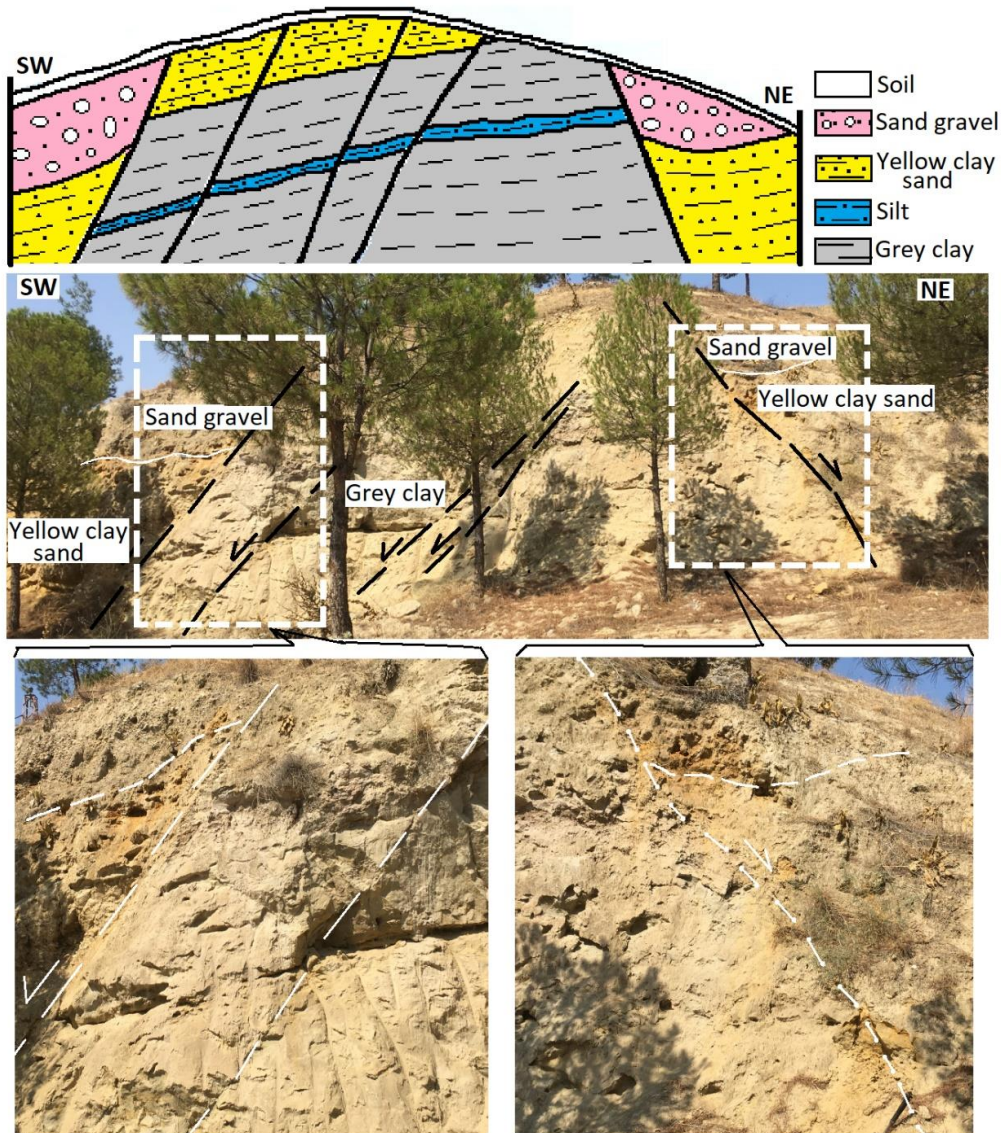 SW
NE
Soil
Sand gravel
Yellow clay
sand
Silt
Grey clay
SW
NE
Sand gravel
Yellow clay sand
Sand gravel
Grey clay
Yellow clay
sand